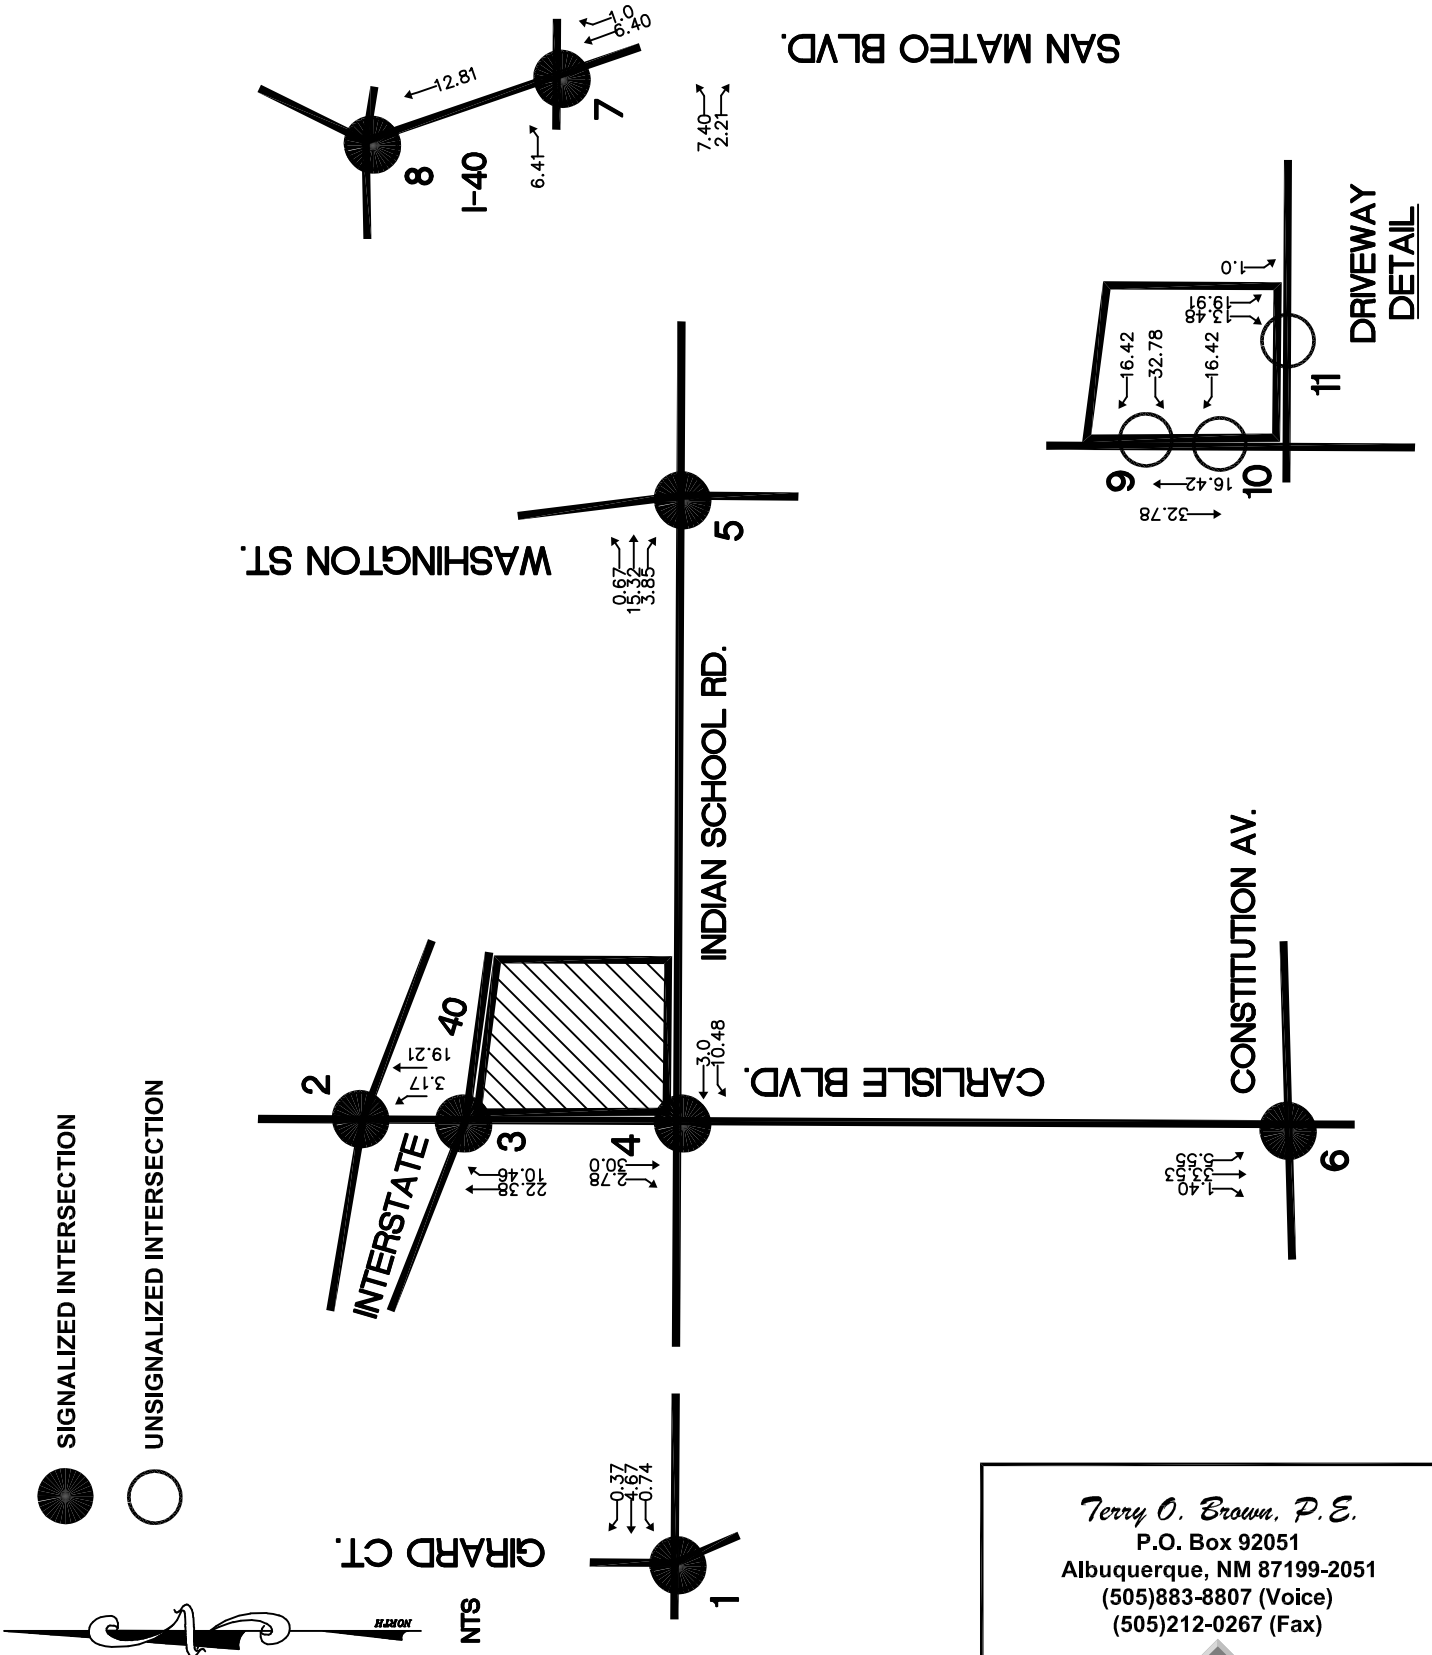 SIGNALIZED INTERSECTION
UNSIGNALIZED INTERSECTION
NORTH
NTS
GIRARD CT.
1
0.37
4.67
0.74
INTERSTATE
40
2
19.21
3.17
3
10.46
22.38
4
30.0
2.78
3.0
10.48
CARLISLE BLVD.
INDIAN SCHOOL RD.
WASHINGTON ST.
5
0.67
15.32
3.85
CONSTITUTION AV.
6
5.55
33.53
1.40
SAN MATEO BLVD.
7
1.0
6.40
12.81
8
I-40
6.41
7.40
2.21
DRIVEWAY
DETAIL
9
10
11
16.42
32.78
16.42
16.42
32.78
1.0
19.91
13.48
Terry O. Brown, P.E.
P.O. Box 92051
Albuquerque, NM 87199-2051
(505)883-8807 (Voice)
(505)212-0267 (Fax)